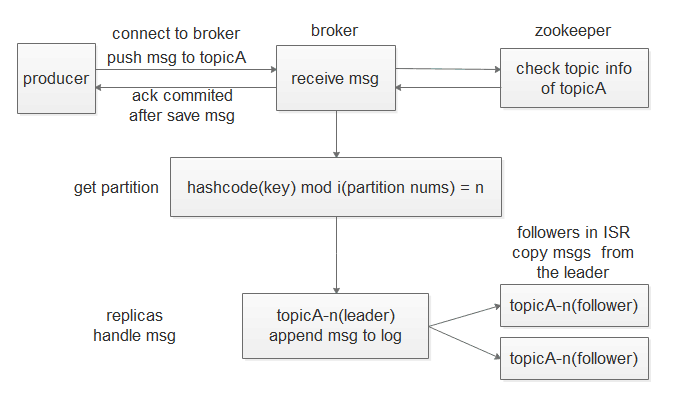 connect to broker
push msg to topicA
broker
zookeeper
producer
receive msg
check topic info
of topicA
ack commited
after save msg
get partition
hashcode(key) mod i(partition nums) = n
followers in ISR
copy msgs from
the leader
replicas
handle msg
topicA-n(leader)
append msg to log
topicA-n(follower)
topicA-n(follower)